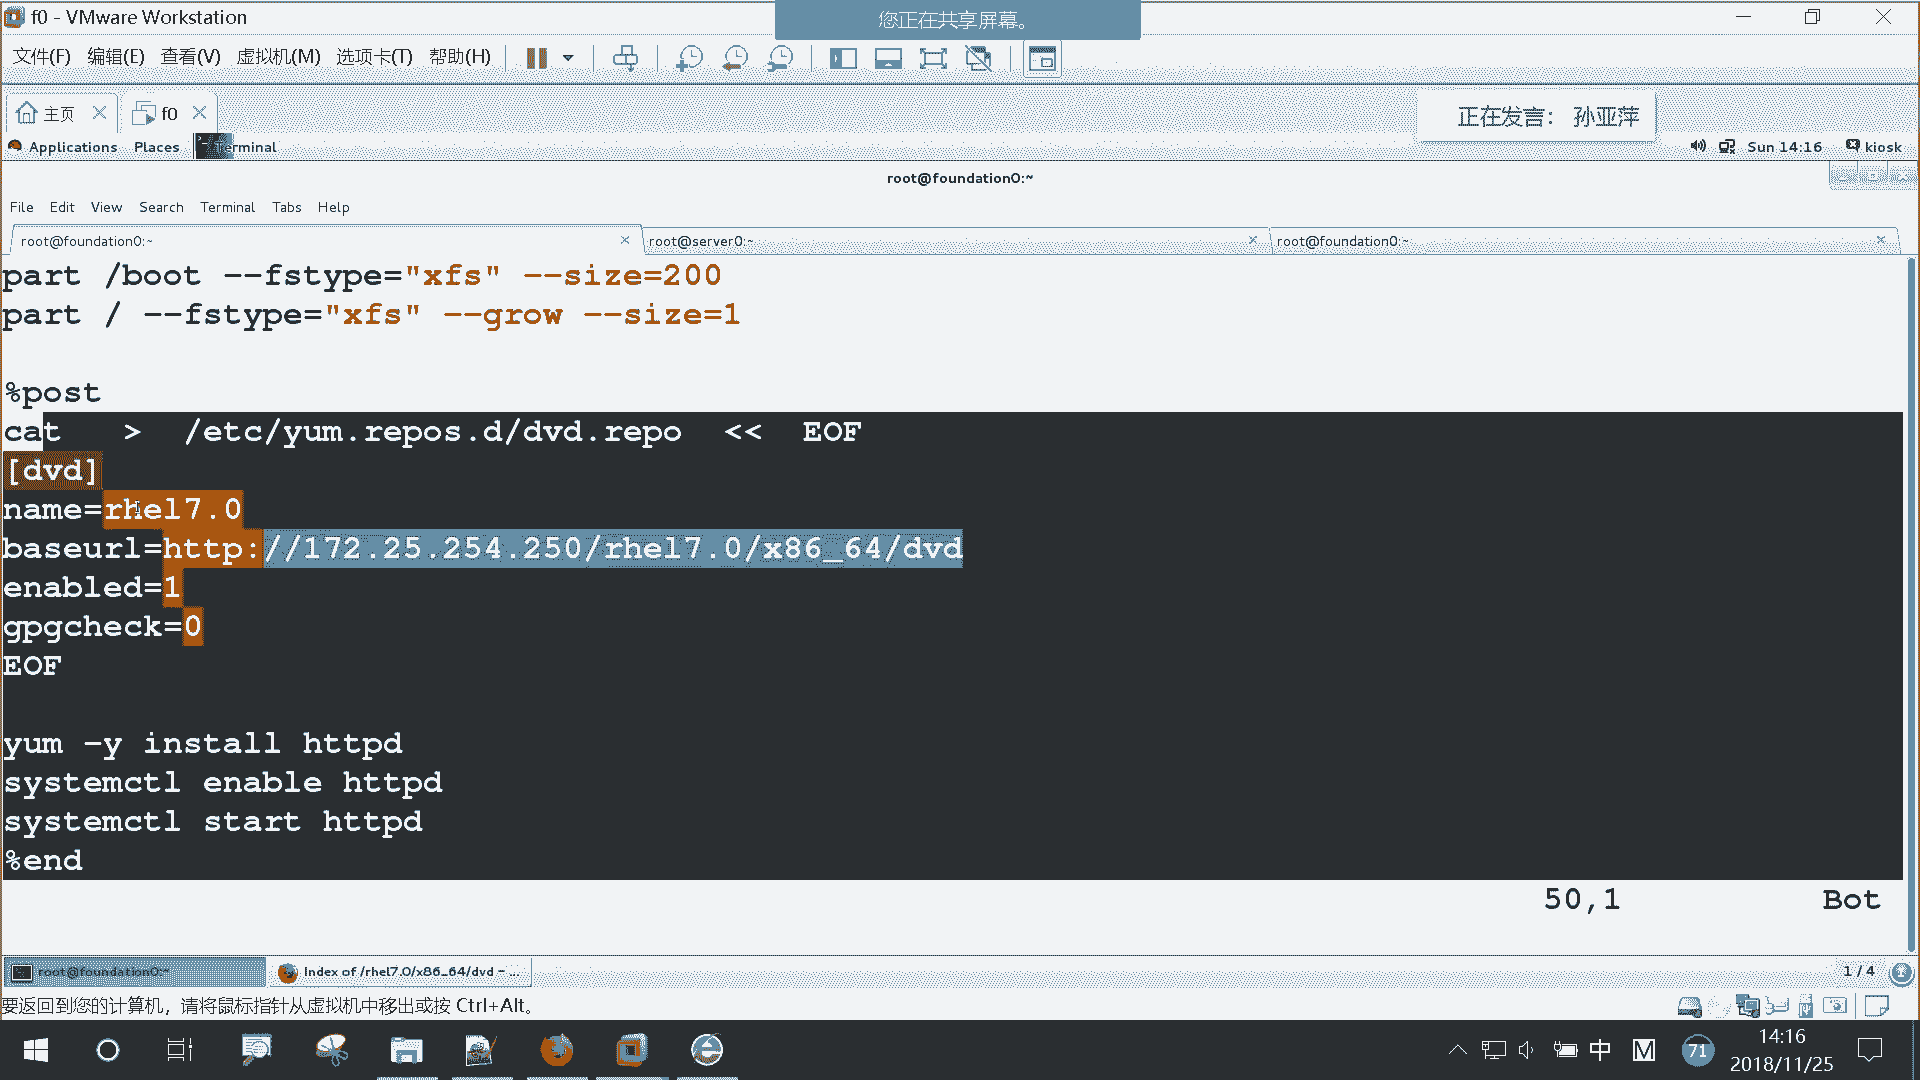 f0 - VMware Workstation
您正在共享屏幕。
文件(F) 编辑(E) 查看(V) 虚拟机(M) 选项卡(T) 帮助(H)
主页 f0
正在发言： 孙亚萍
Applications Places Terminal Sun 14:16 kiosk
root@foundation0:~
File Edit View Search Terminal Tabs Help
root@foundation0:~ root@server0:~ root@foundation0:~
part /boot --fstype="xfs" --size=200
part / --fstype="xfs" --grow --size=1
%post
cat > /etc/yum.repos.d/dvd.repo << EOF
[dvd]
name=rhel7.0
baseurl=http://172.25.254.250/rhel7.0/x86_64/dvd
enabled=1
gpgcheck=0
EOF
yum -y install httpd
systemctl enable httpd
systemctl start httpd
%end
50,1 Bot
root@foundation0:~ Index of /rhel7.0/x86_64/dvd - ... 1 / 4
要返回到您的计算机，请将鼠标指针从虚拟机中移出或按 Ctrl+Alt。
中 M 71 14:16
2018/11/25